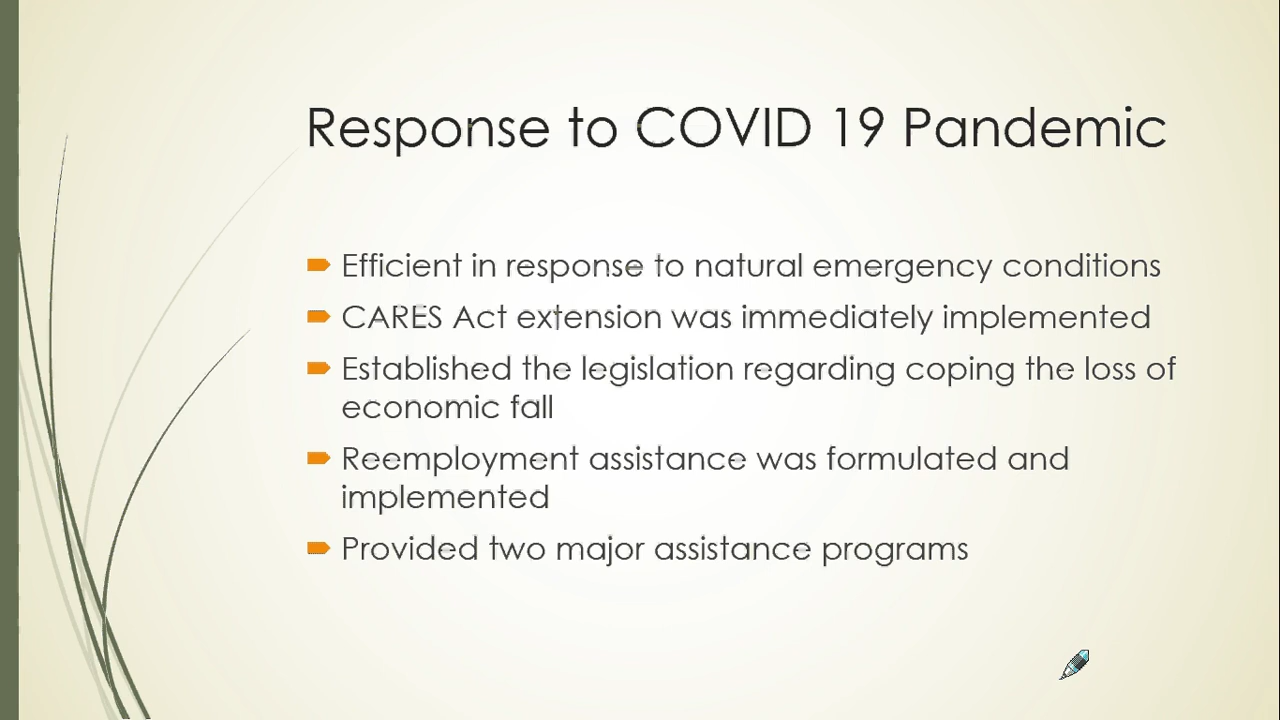 Response to COVID 19 Pandemic
Efficient in response to natural emergency conditions
CARES Act extension was immediately implemented
Established the legislation regarding coping the loss of
economic fall
Reemployment assistance was formulated and
implemented
Provided two major assistance programs